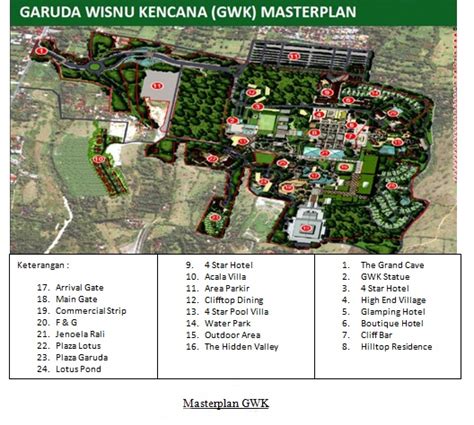 GARUDA WISNU KENCANA (GWK) MASTERPLAN
Keterangan :
17. Arrival Gate
18. Main Gate
19. Commercial Strip
20. F & G
21. Jenoela Rali
22. Plaza Lotus
23. Plaza Garuda
24. Lotus Pond
9. 4 Star Hotel
10. Acala Villa
11. Area Parkir
12. Clifftop Dining
13. 4 Star Pool Villa
14. Water Park
15. Outdoor Area
16. The Hidden Valley
1. The Grand Cave
2. GWK Statue
3. 4 Star Hotel
4. High End Village
5. Glamping Hotel
6. Boutique Hotel
7. Cliff Bar
8. Hilltop Residence
Masterplan GWK